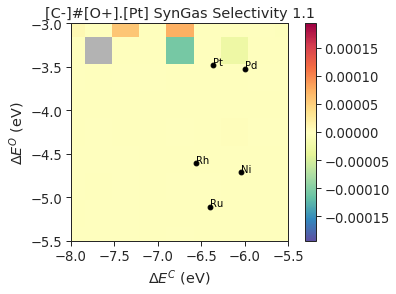 [C-]#[O+].[Pt] SynGas Selectivity 1.1
−3.0
−3.5
−4.0
−4.5
−5.0
−5.5
ΔE^O (eV)
Pt
Pd
Rh
Ni
Ru
−8.0 −7.5 −7.0 −6.5 −6.0 −5.5
ΔE^C (eV)
0.00015
0.00010
0.00005
0.00000
−0.00005
−0.00010
−0.00015